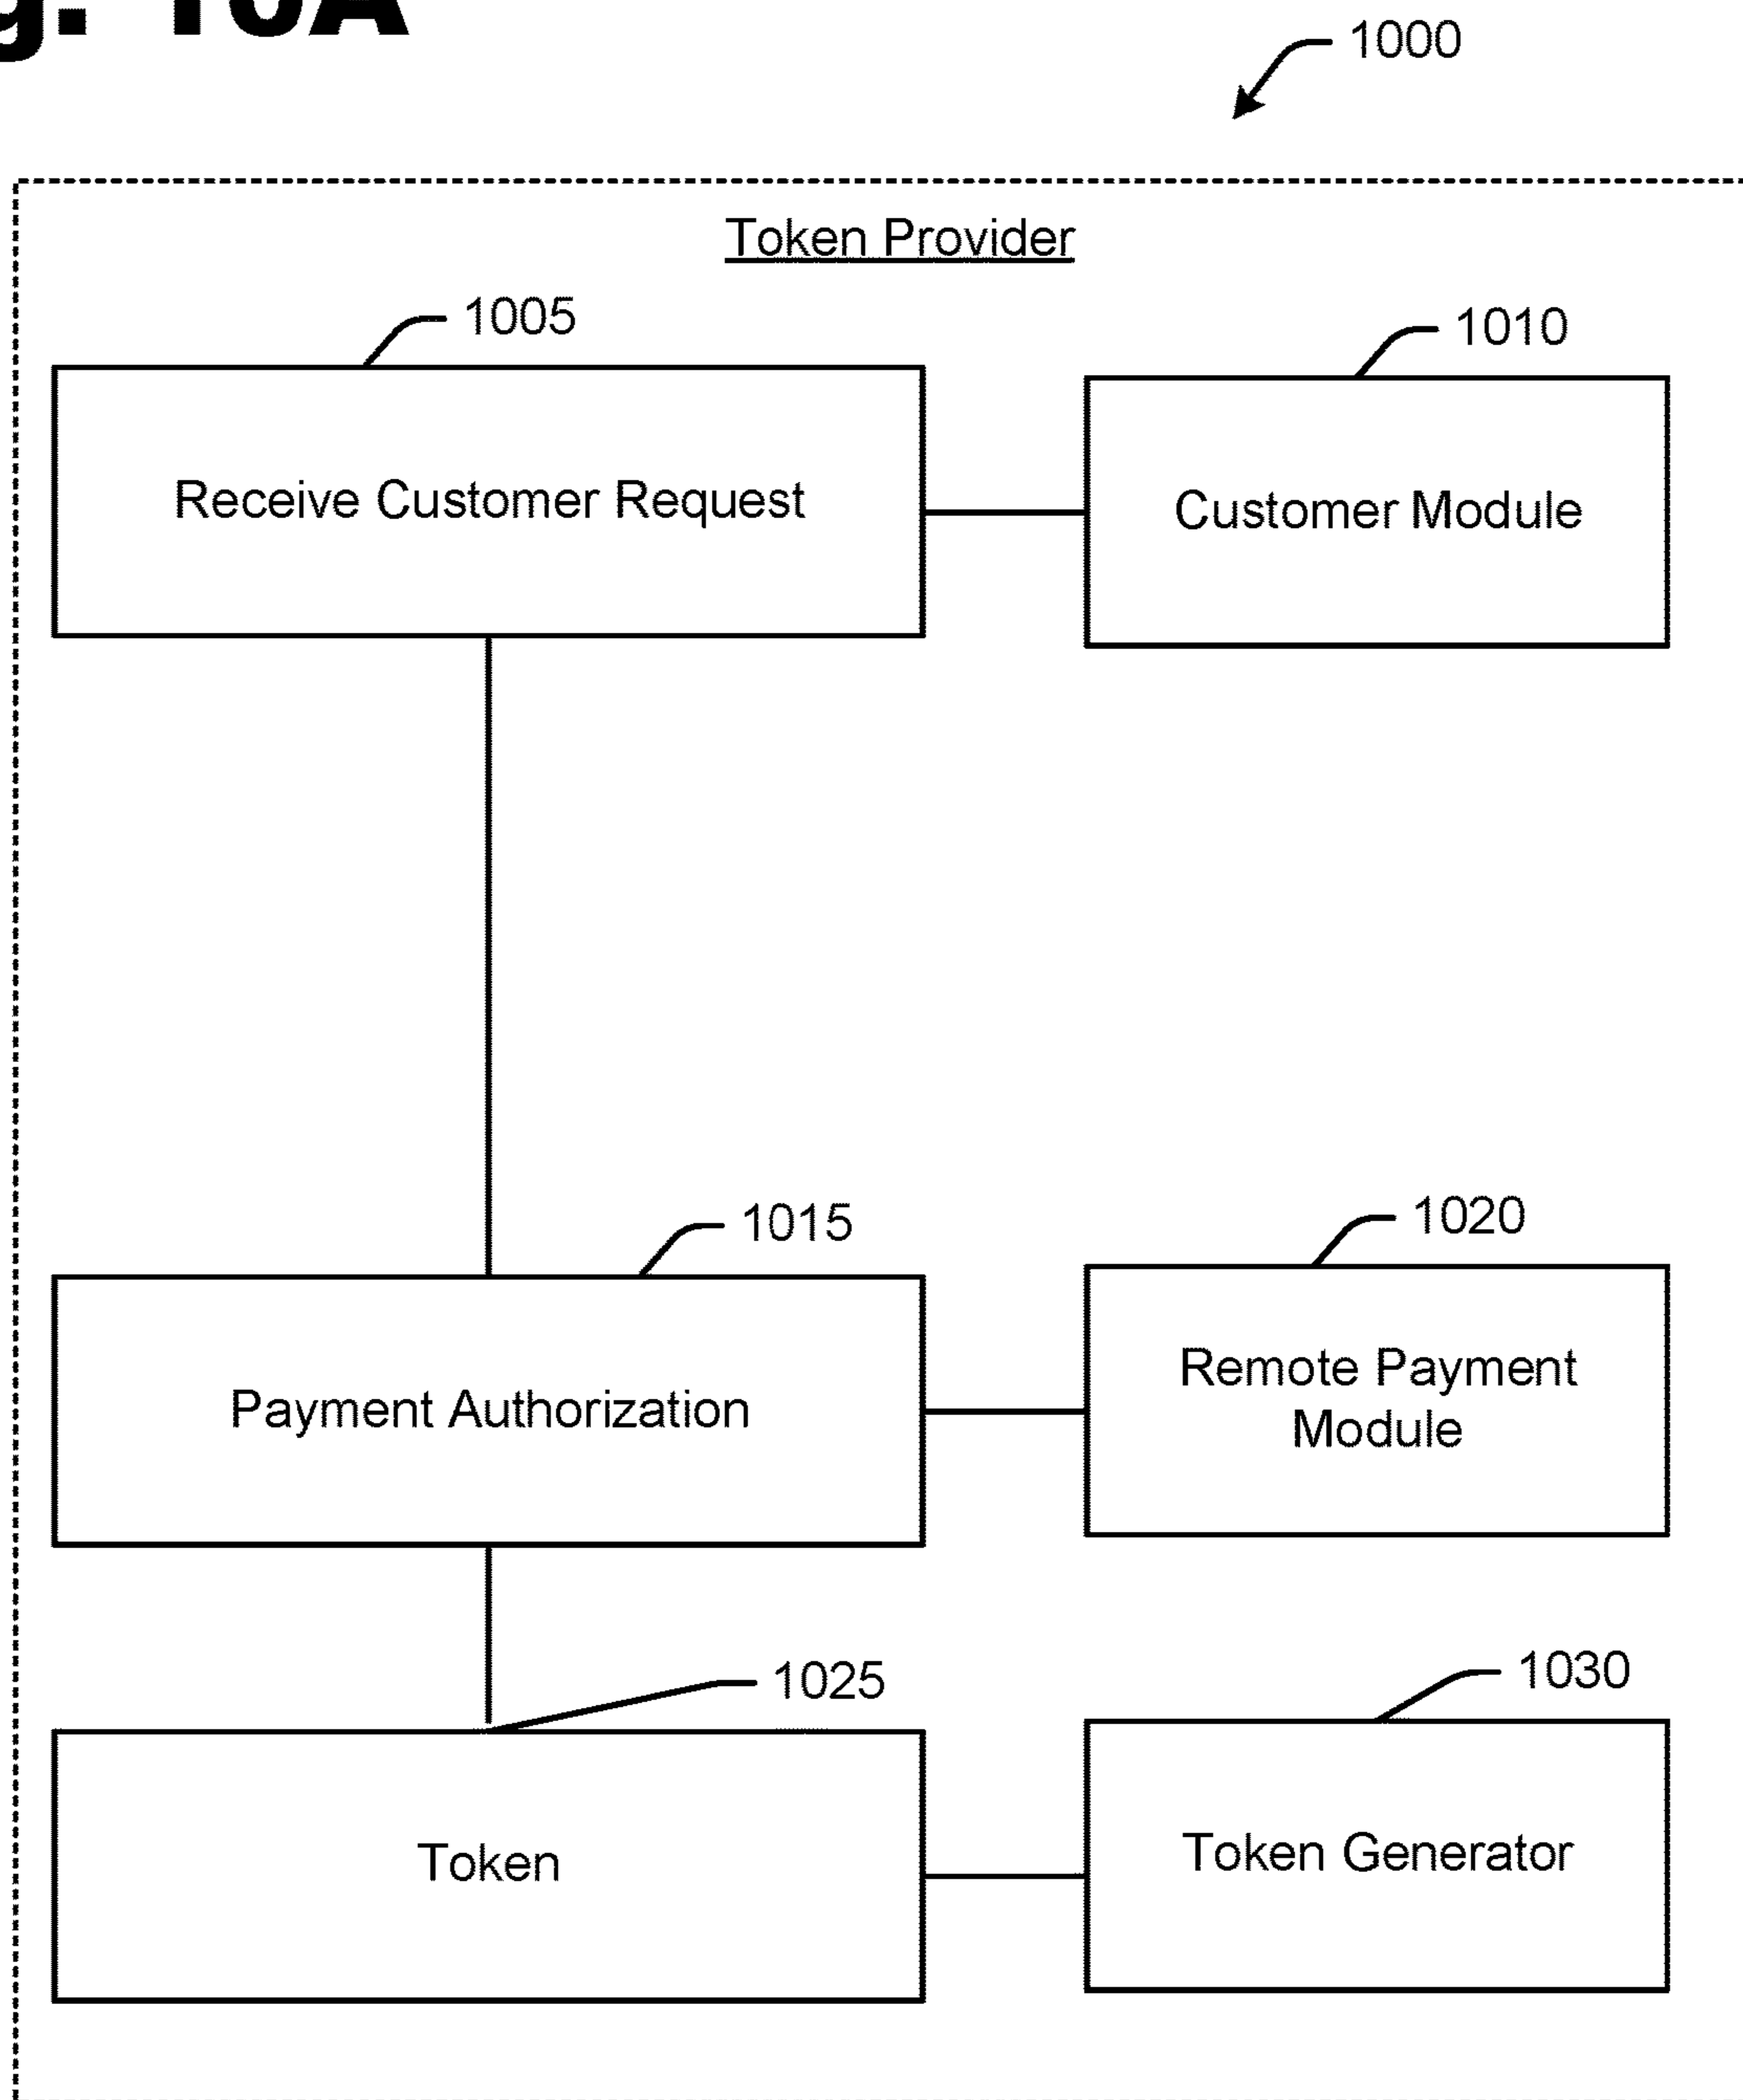 g. 10A
1000
Token Provider
1005
1010
Receive Customer Request
Customer Module
1015
1020
Payment Authorization
Remote Payment
Module
1025
1030
Token
Token Generator